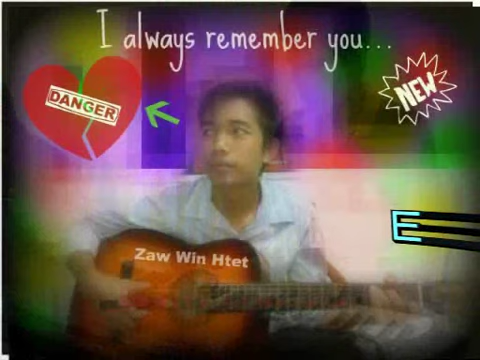 I always remember you...
DANGER
NEW
E
Zaw Win Htet